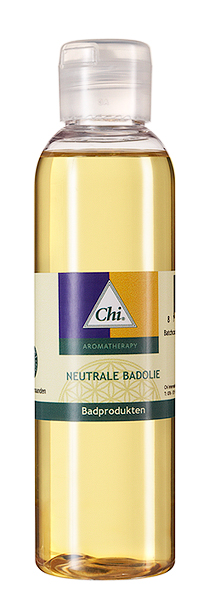 Chi®
AROMATHERAPY
NEUTRALE BADOLIE
Badprodukten